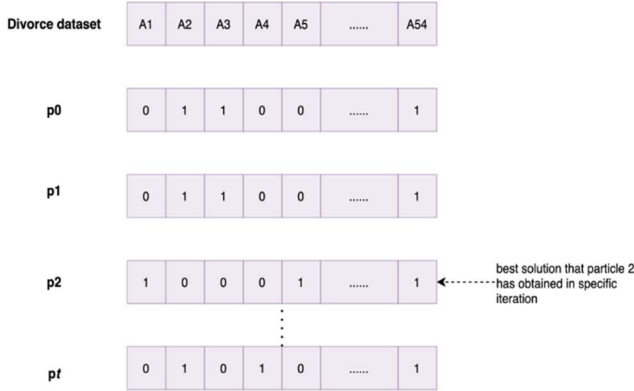 Divorce dataset A1 A2 A3 A4 A5 ...... A54
p0 0 1 1 0 0 ...... 1
p1 0 1 1 0 0 ...... 1
p2 1 0 0 0 1 ...... 1
best solution that particle 2
has obtained in specific
iteration
pt 0 1 0 1 0 ...... 1